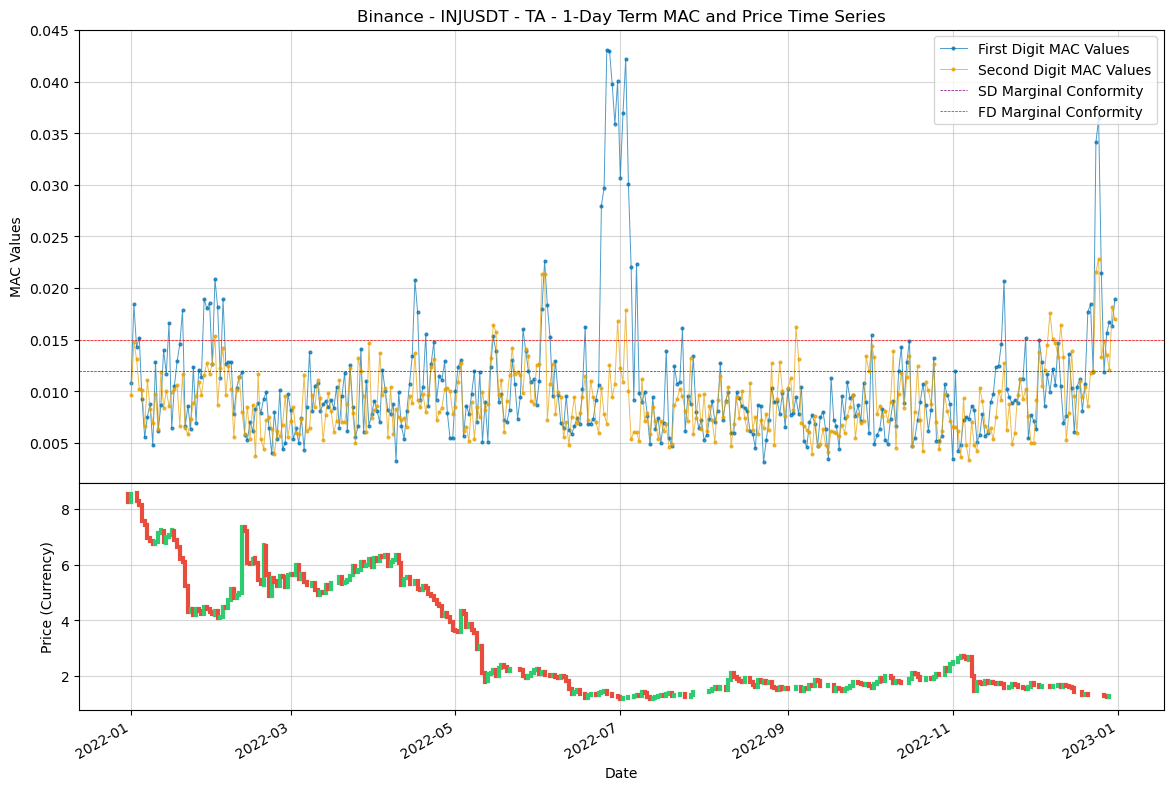 Binance - INJUSDT - TA - 1-Day Term MAC and Price Time Series
0.045
0.040
0.035
0.030
0.025
0.020
0.015
0.010
0.005
MAC Values
First Digit MAC Values
Second Digit MAC Values
SD Marginal Conformity
FD Marginal Conformity
8
6
4
2
Price (Currency)
2022-01
2022-03
2022-05
2022-07
2022-09
2022-11
2023-01
Date